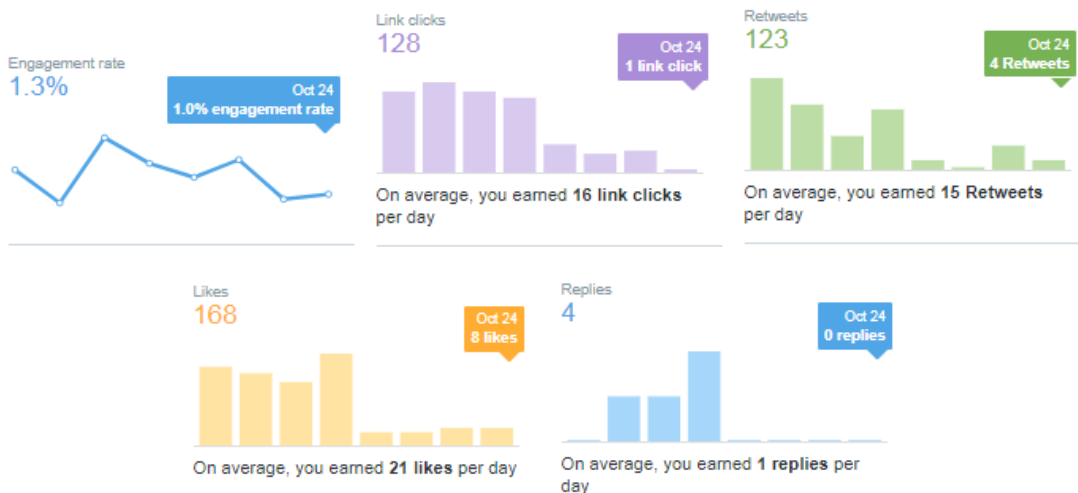 Engagement rate
1.3%
Oct 24
1.0% engagement rate
Link clicks
128
Oct 24
1 link click
On average, you earned 16 link clicks
per day
Retweets
123
Oct 24
4 Retweets
On average, you earned 15 Retweets
per day
Likes
168
Oct 24
8 likes
On average, you earned 21 likes per day
Replies
4
Oct 24
0 replies
On average, you earned 1 replies per
day